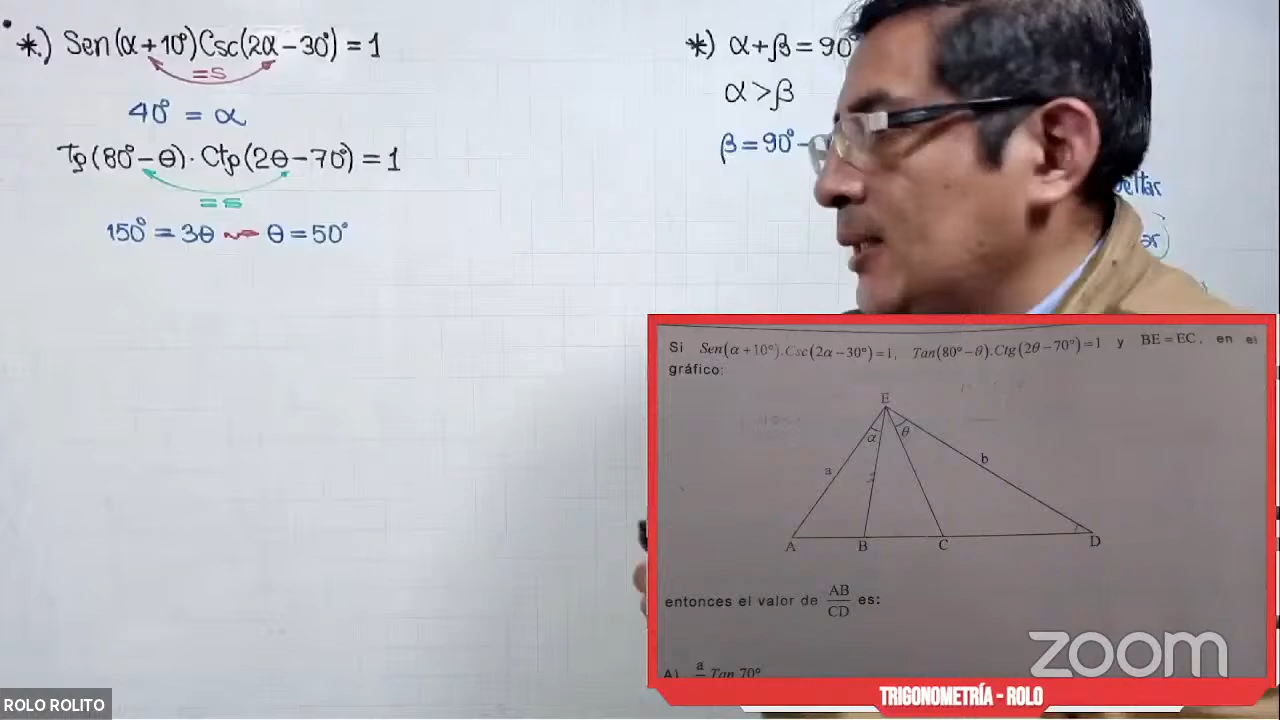 *.) Sen(α+10°)Csc(2α-30°)=1
=s
40° = α
Tg(80°-θ).Ctg(2θ-70°)=1
=s
150°=3θ ⇝ θ=50°
*) α+β=90°
α>β
β=90°-
Si Sen(α+10°).Csc(2α-30°)=1, Tan(80°-θ).Ctg(2θ-70°)=1 y BE=EC, en el
gráfico:
E
α θ
a b
A B C D
entonces el valor de AB/CD es:
A) a Tan 70°
zoom
TRIGONOMETRÍA - ROLO
ROLO ROLITO